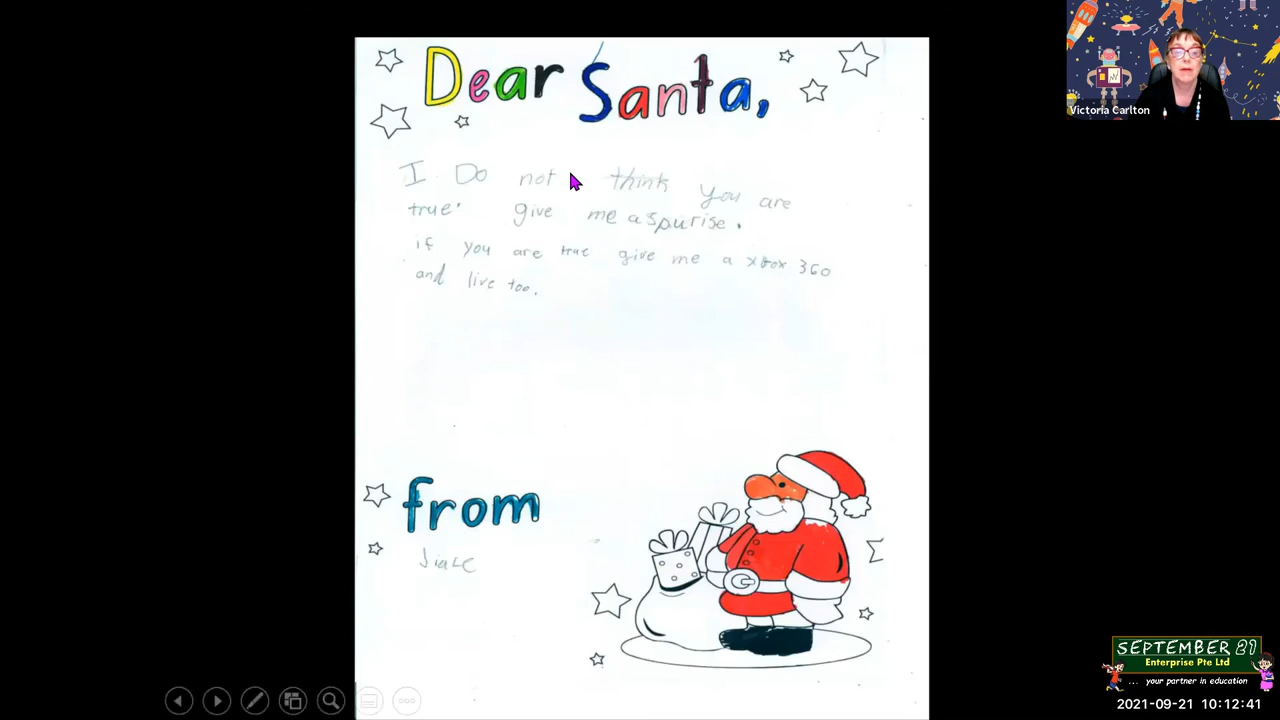 Dear Santa,
I Do not think you are
true. give me a spurise.
if you are true give me a xbox 360
and live too.
from
Victoria Carlton
SEPTEMBER 21
Enterprise Pte Ltd
... your partner in education
2021-09-21 10:12:41